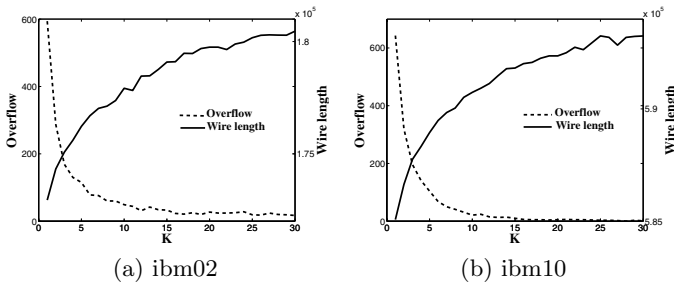 x 10^5
600
400
200
0
Overflow
1.8
1.75
Wire length
Overflow
Wire length
0
5
10
15
20
25
30
K
(a) ibm02
x 10^5
600
400
200
0
Overflow
5.9
5.85
Wire length
Overflow
Wire length
0
5
10
15
20
25
30
K
(b) ibm10